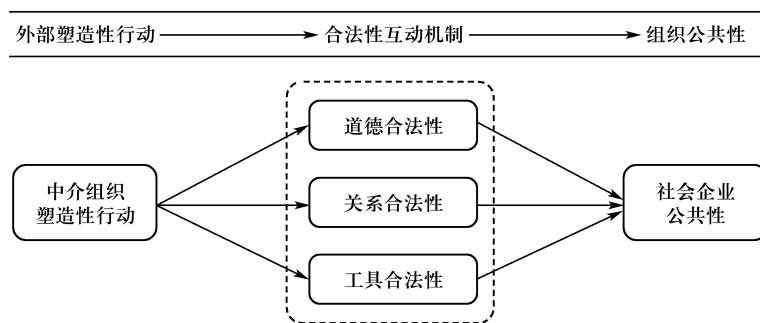 外部塑造性行动 合法性互动机制 组织公共性
道德合法性
中介组织
塑造性行动
关系合法性
社会企业
公共性
工具合法性